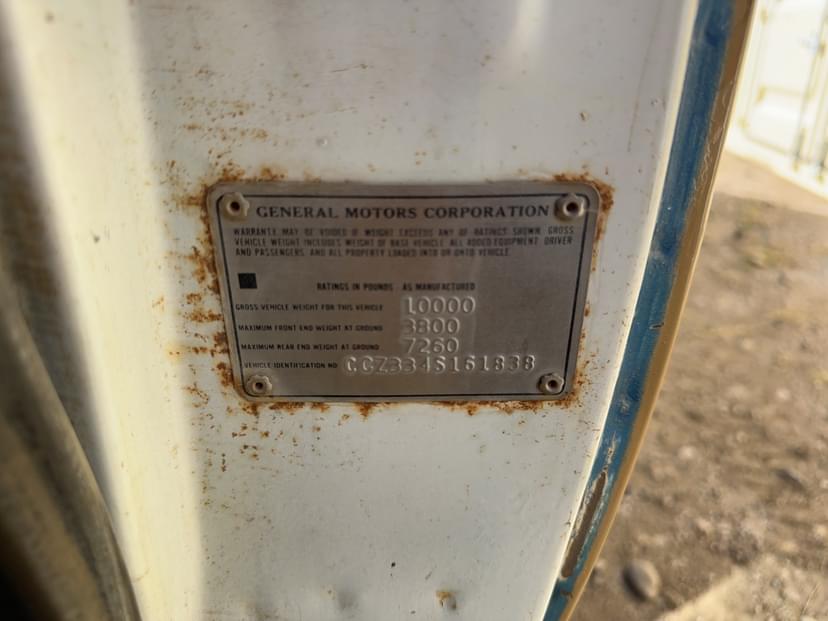 GENERAL MOTORS CORPORATION
WARRANTY MAY BE VOIDED IF WEIGHT EXCEEDS ANY OF RATINGS SHOWN. GROSS
VEHICLE WEIGHT INCLUDES WEIGHT OF BASE VEHICLE, ALL ADDED EQUIPMENT, DRIVER
AND PASSENGERS, AND ALL PROPERTY LOADED INTO OR ONTO VEHICLE.
RATINGS IN POUNDS - AS MANUFACTURED
GROSS VEHICLE WEIGHT FOR THIS VEHICLE 10000
MAXIMUM FRONT END WEIGHT AT GROUND 3800
MAXIMUM REAR END WEIGHT AT GROUND 7260
VEHICLE IDENTIFICATION NO CCZ334S161838